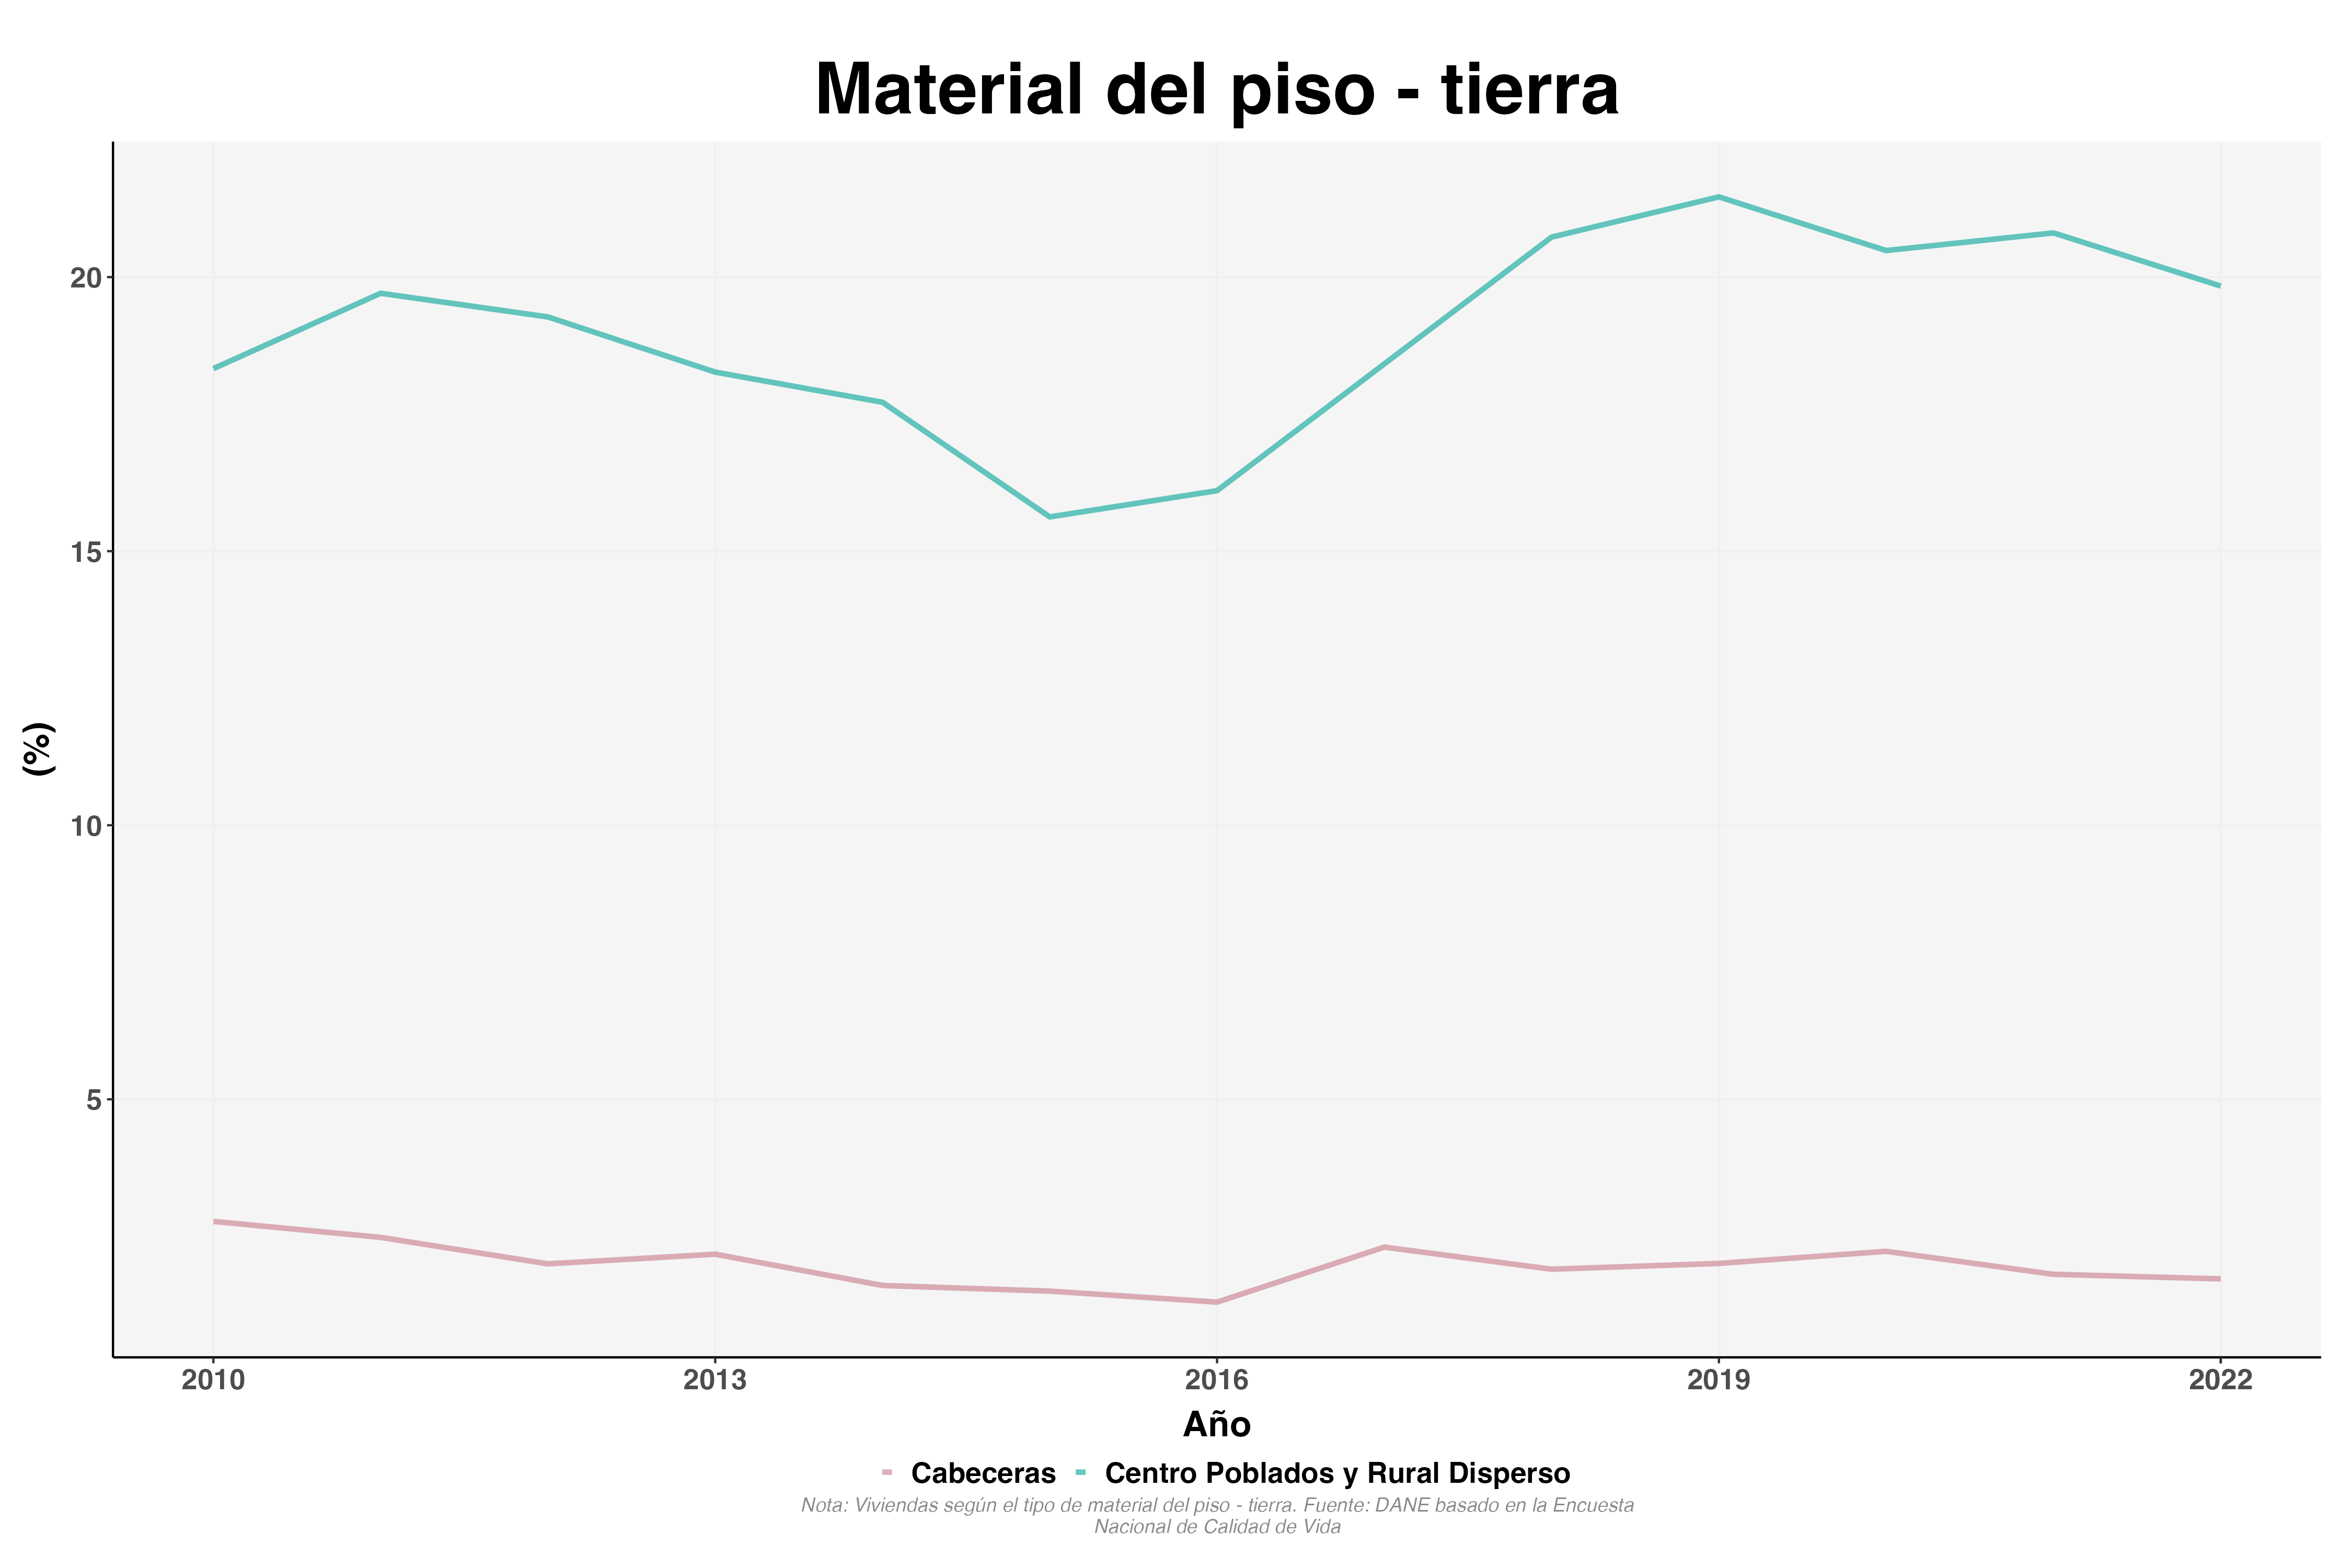 Material del piso - tierra
20
15
10
5
(%)
2010 2013 2016 2019 2022
Año
Cabeceras Centro Poblados y Rural Disperso
Nota: Viviendas según el tipo de material del piso - tierra. Fuente: DANE basado en la Encuesta
Nacional de Calidad de Vida